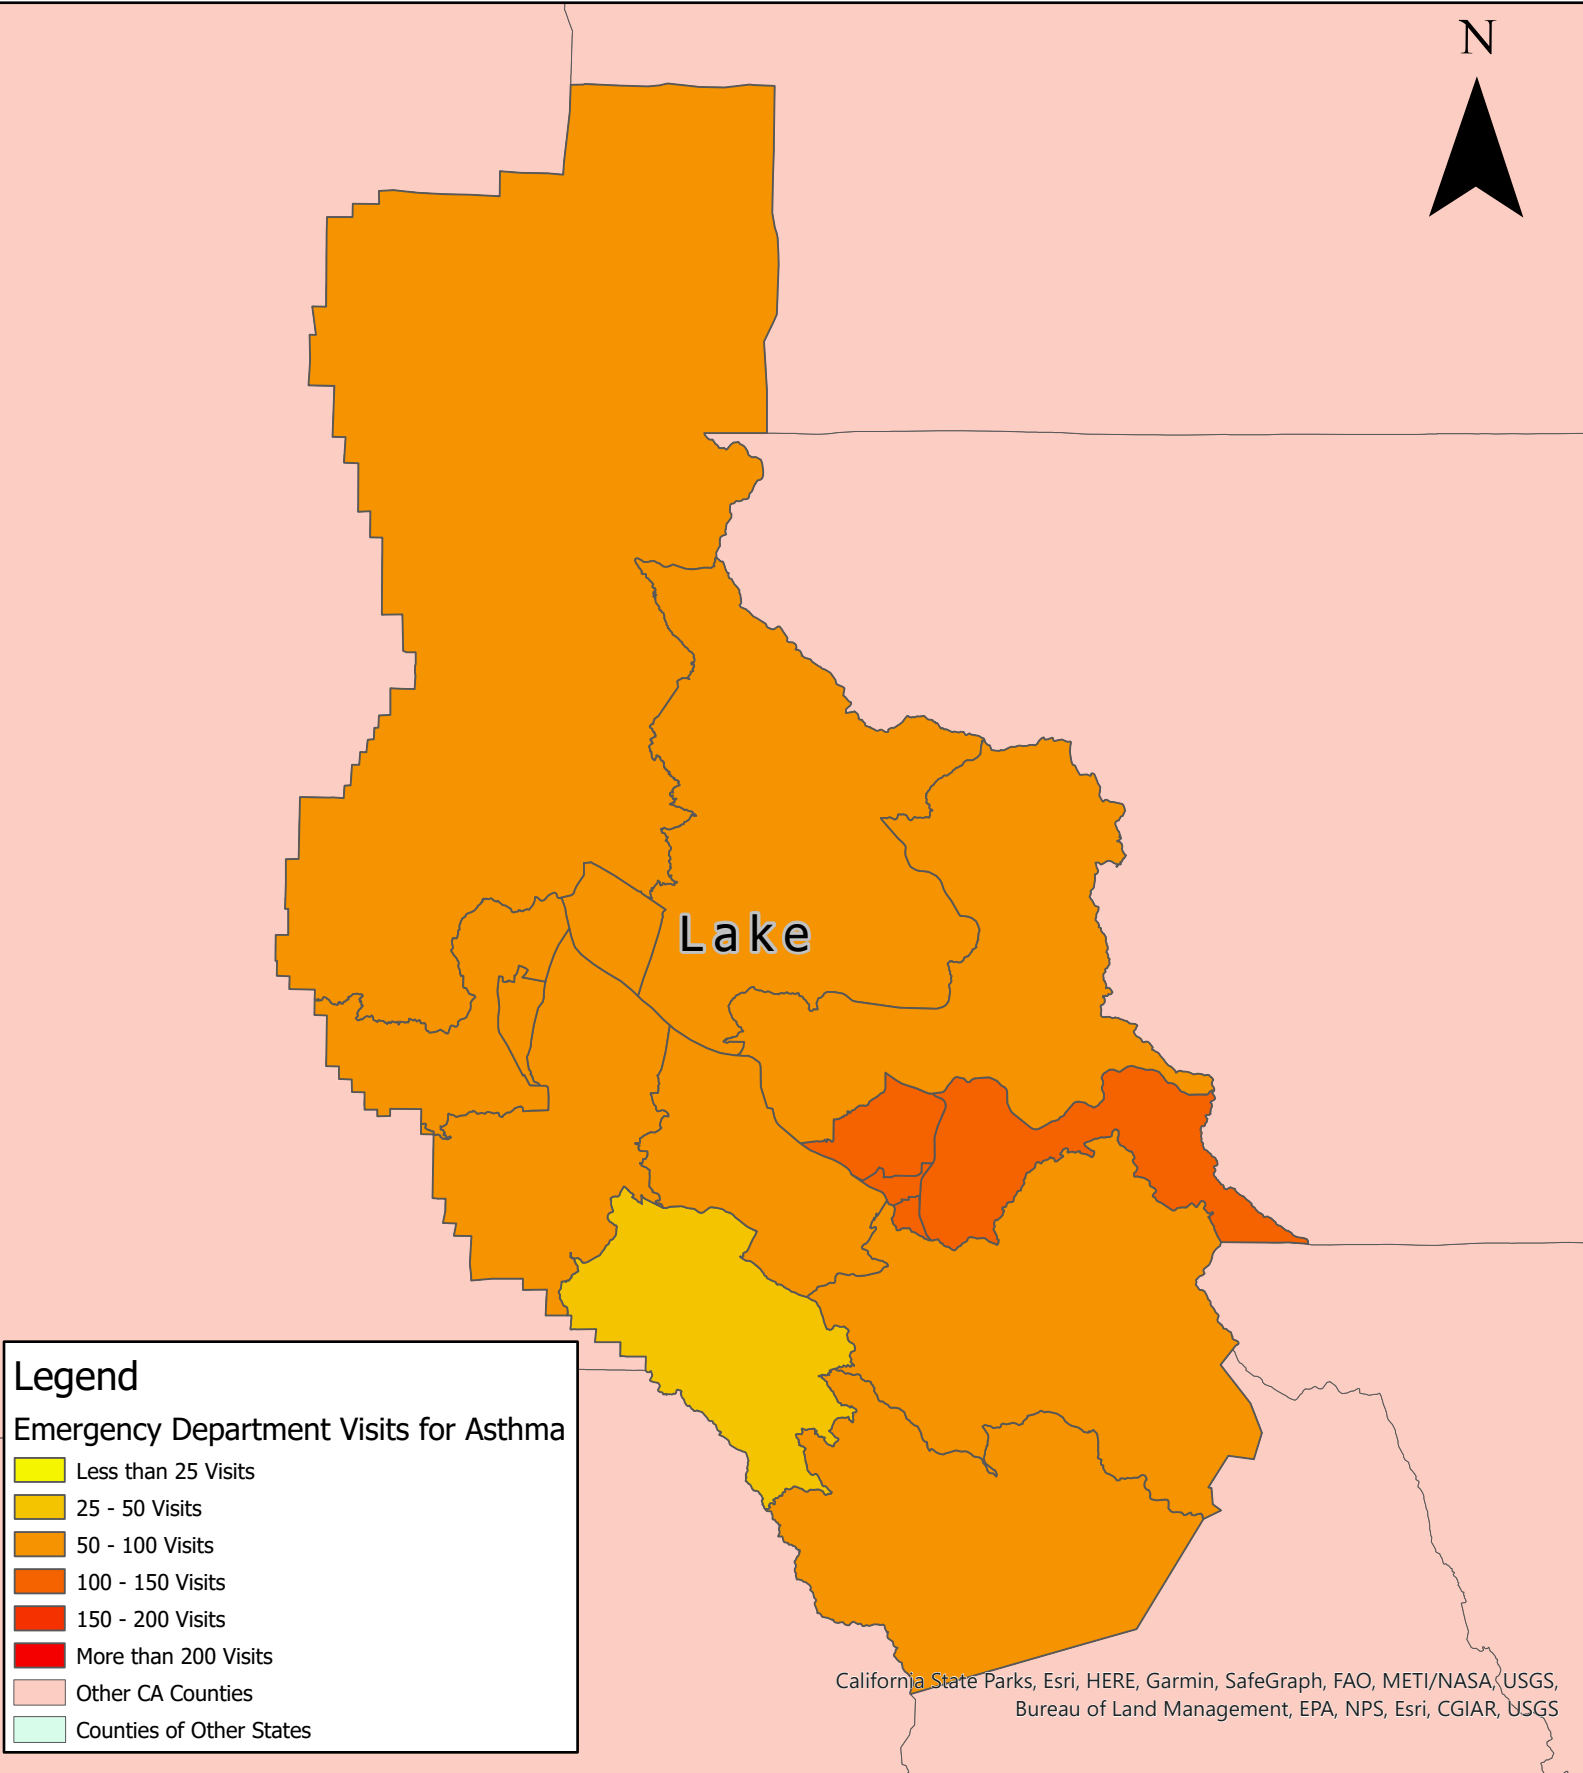 N
Lake
Legend
Emergency Department Visits for Asthma
Less than 25 Visits
25 - 50 Visits
50 - 100 Visits
100 - 150 Visits
150 - 200 Visits
More than 200 Visits
Other CA Counties
Counties of Other States
California State Parks, Esri, HERE, Garmin, SafeGraph, FAO, METI/NASA, USGS,
Bureau of Land Management, EPA, NPS, Esri, CGIAR, USGS